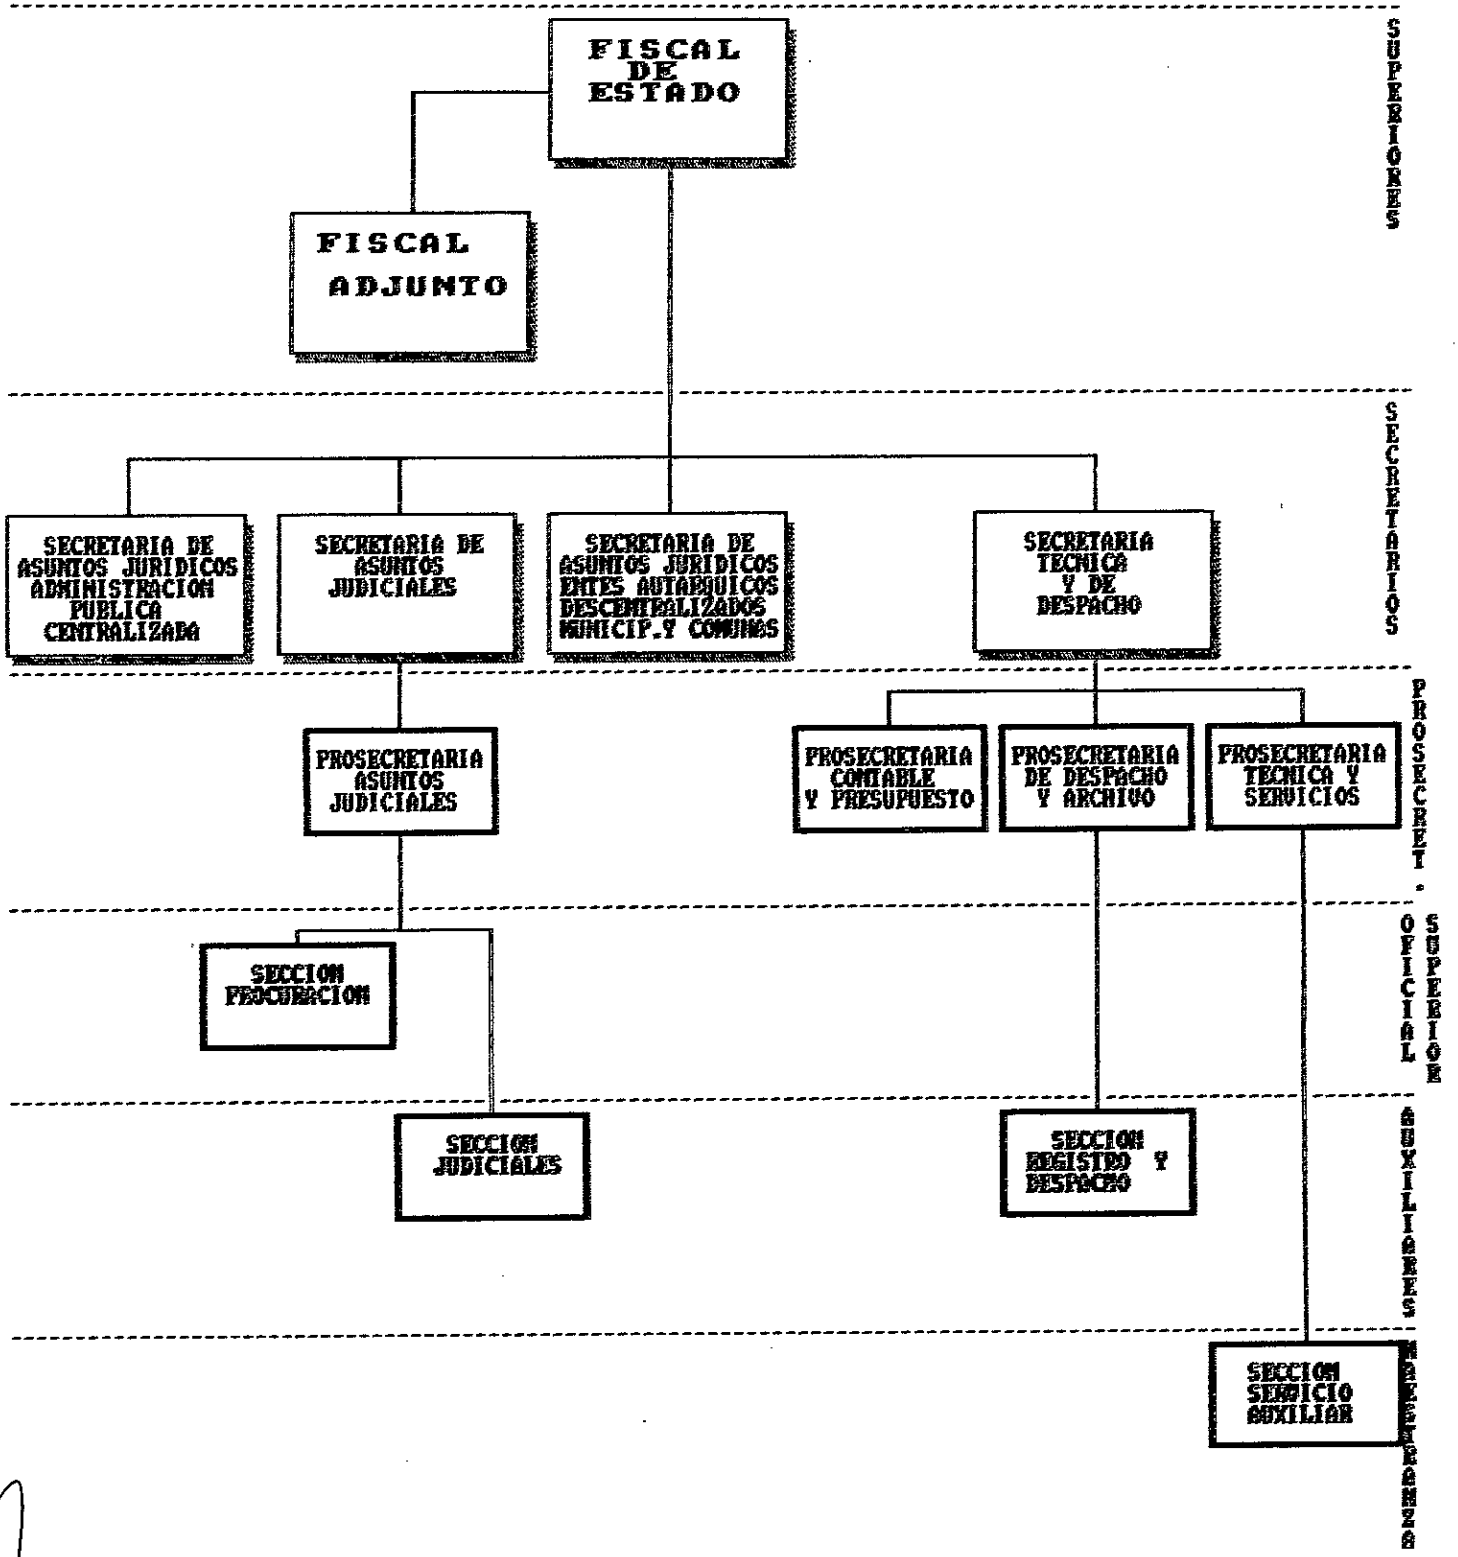 FISCAL
DE
ESTADO
SUPERIORES
FISCAL
ADJUNTO
SECRETARIOS
SECRETARIA DE
ASUNTOS JURIDICOS
ADMINISTRACION
PUBLICA
CENTRALIZADA
SECRETARIA DE
ASUNTOS
JUDICIALES
SECRETARIA DE
ASUNTOS JURIDICOS
ENTES AUTARQUICOS
DESCENTRALIZADOS
MUNICIP.Y COMUNAS
SECRETARIA
TECNICA
Y DE
DESPACHO
PROSECRET.
PROSECRETARIA
ASUNTOS
JUDICIALES
PROSECRETARIA
CONTABLE
Y PRESUPUESTO
PROSECRETARIA
DE DESPACHO
Y ARCHIVO
PROSECRETARIA
TECNICA Y
SERVICIOS
OFICIAL
SUPERIOR
SECCION
PROCURACION
AUXILIARES
SECCION
JUDICIALES
SECCION
REGISTRO Y
DESPACHO
MAESTRANZA
SECCION
SERVICIO
AUXILIAR